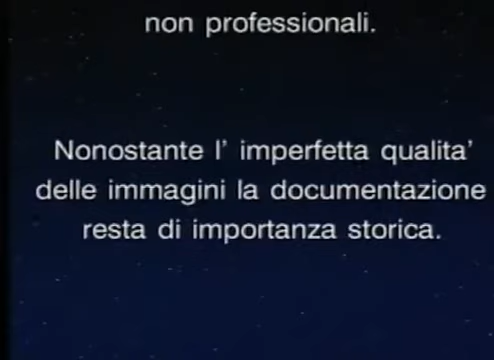 non professionali.
Nonostante l' imperfetta qualita'
delle immagini la documentazione
resta di importanza storica.